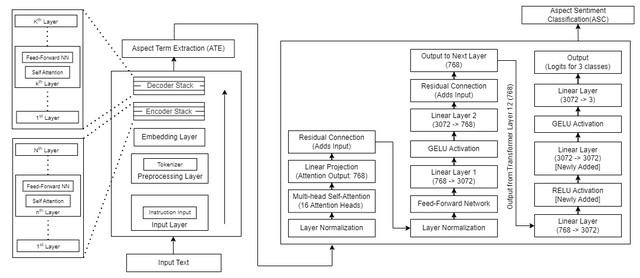 Kth Layer
Feed-Forward NN
Self Attention
kth Layer
1st Layer
Nth Layer
Feed-Forward NN
Self Attention
nth Layer
1st Layer
Aspect Term Extraction (ATE)
Decoder Stack
Encoder Stack
Embedding Layer
Tokenizer
Preprocessing Layer
Instruction Input
Input Layer
Input Text
Residual Connection
(Adds Input)
Linear Projection
(Attention Output: 768)
Multi-head Self-Attention
(16 Attention Heads)
Layer Normalization
Output to Next Layer
(768)
Residual Connection
(Adds Input)
Linear Layer 2
(3072 -> 768)
GELU Activation
Linear Layer 1
(768 -> 3072)
Feed-Forward Network
Layer Normalization
Output from Transformer Layer 12 (768)
Aspect Sentiment
Classification(ASC)
Output
(Logits for 3 classes)
Linear Layer
(3072 -> 3)
GELU Activation
Linear Layer
(3072 -> 3072)
[Newly Added]
RELU Activation
[Newly Added]
Linear Layer
(768 -> 3072)